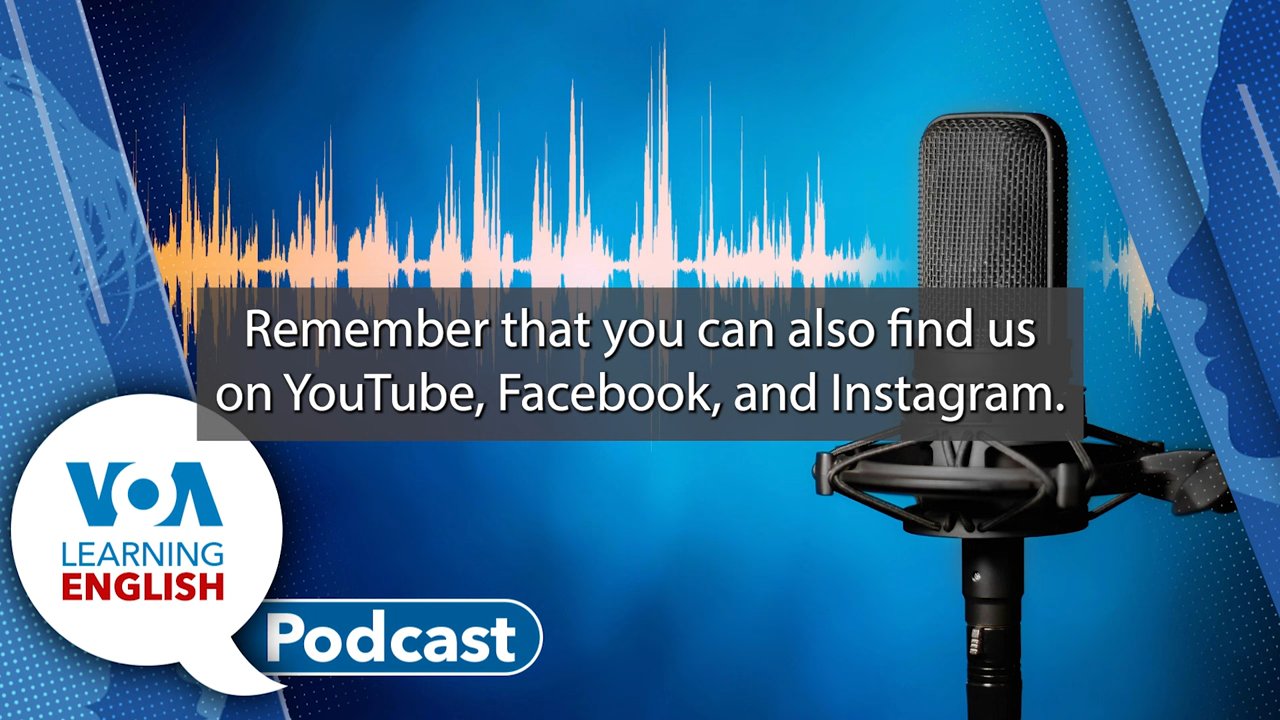 Remember that you can also find us
on YouTube, Facebook, and Instagram.
VOA
LEARNING
ENGLISH
Podcast